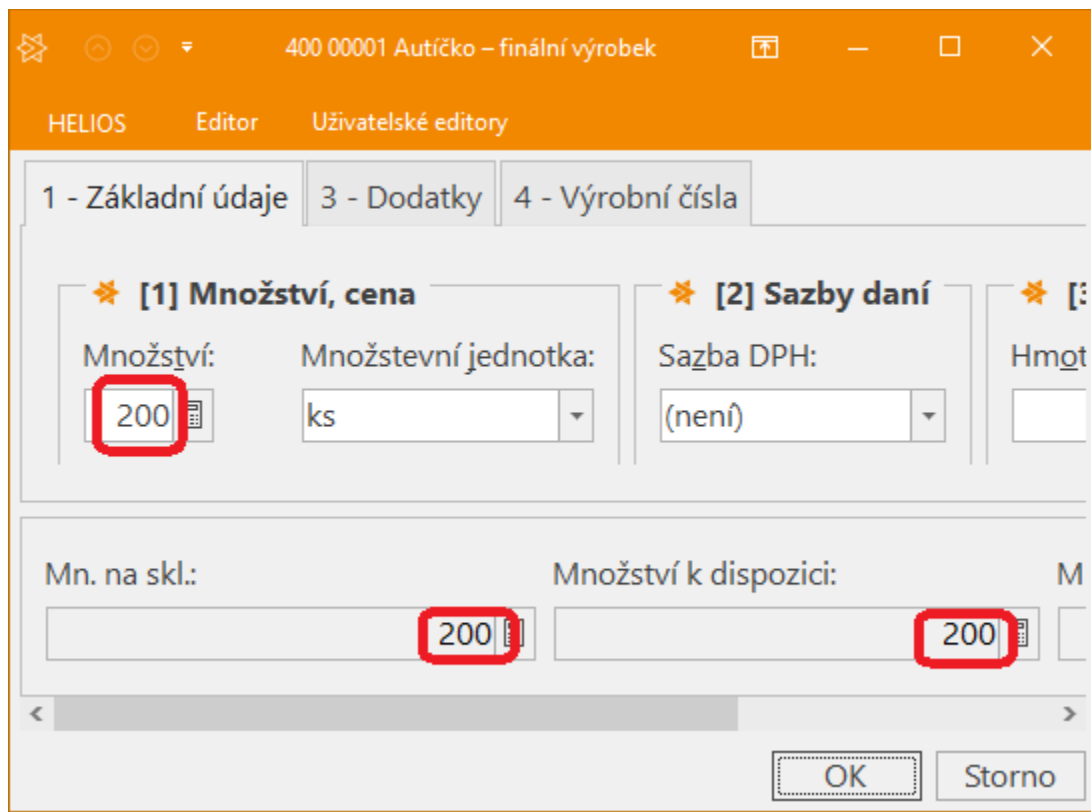 400 00001 Autíčko – finální výrobek
HELIOS Editor Uživatelské editory
1 - Základní údaje 3 - Dodatky 4 - Výrobní čísla
[1] Množství, cena [2] Sazby daní
Množství: Množstevní jednotka: Sazba DPH:
200 ks (není)
Mn. na skl.: Množství k dispozici: M
200 200
OK Storno